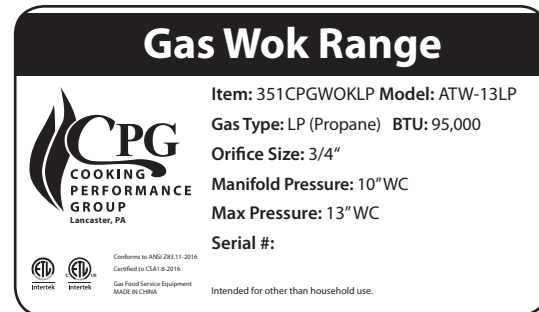 Gas Wok Range
CPG
COOKING
PERFORMANCE
GROUP
Lancaster, PA
Item: 351CPGWOKLP Model: ATW-13LP
Gas Type: LP (Propane) BTU: 95,000
Orifice Size: 3/4“
Manifold Pressure: 10” WC
Max Pressure: 13” WC
Serial #:
ETL
Intertek
C ETL US
Intertek
Conforms to ANSI Z83.11-2016
Certified to CSA1.8-2016
Gas Food Service Equipment
MADE IN CHINA
Intended for other than household use.